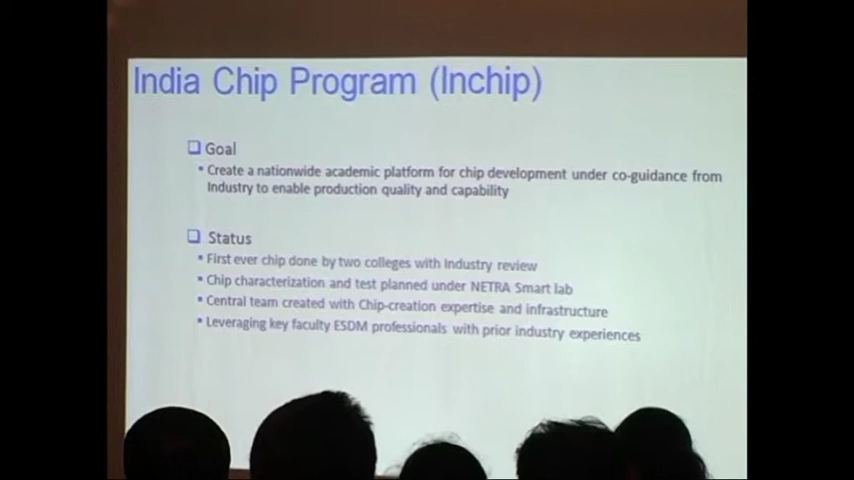 India Chip Program (Inchip)
❑ Goal
▪ Create a nationwide academic platform for chip development under co-guidance from
Industry to enable production quality and capability
❑ Status
▪ First ever chip done by two colleges with Industry review
▪ Chip characterization and test planned under NETRA Smart lab
▪ Central team created with Chip-creation expertise and infrastructure
▪ Leveraging key faculty ESDM professionals with prior industry experiences